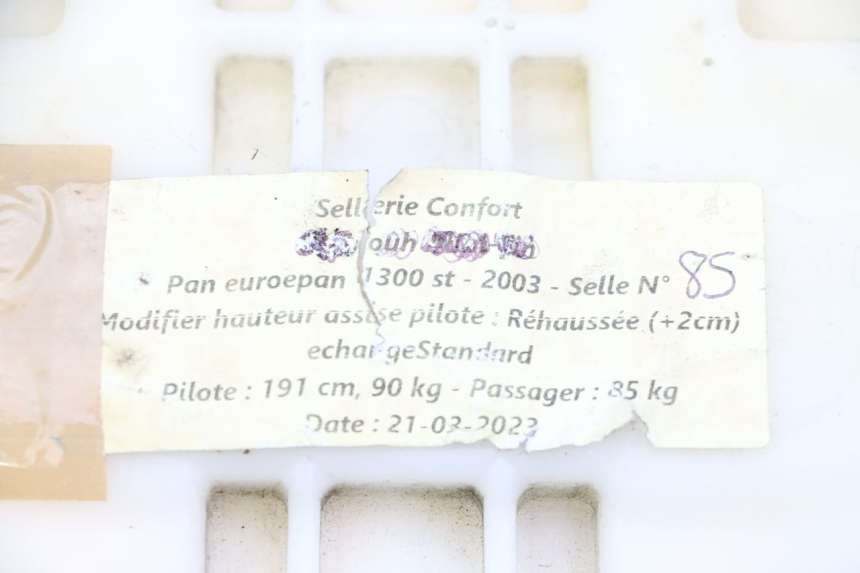 Sellerie Confort
Pan euroepan 1300 st - 2003 - Selle N° 85
Modifier hauteur assise pilote : Réhaussée (+2cm)
echangeStandard
Pilote : 191 cm, 90 kg - Passager : 85 kg
Date : 21-03-2023